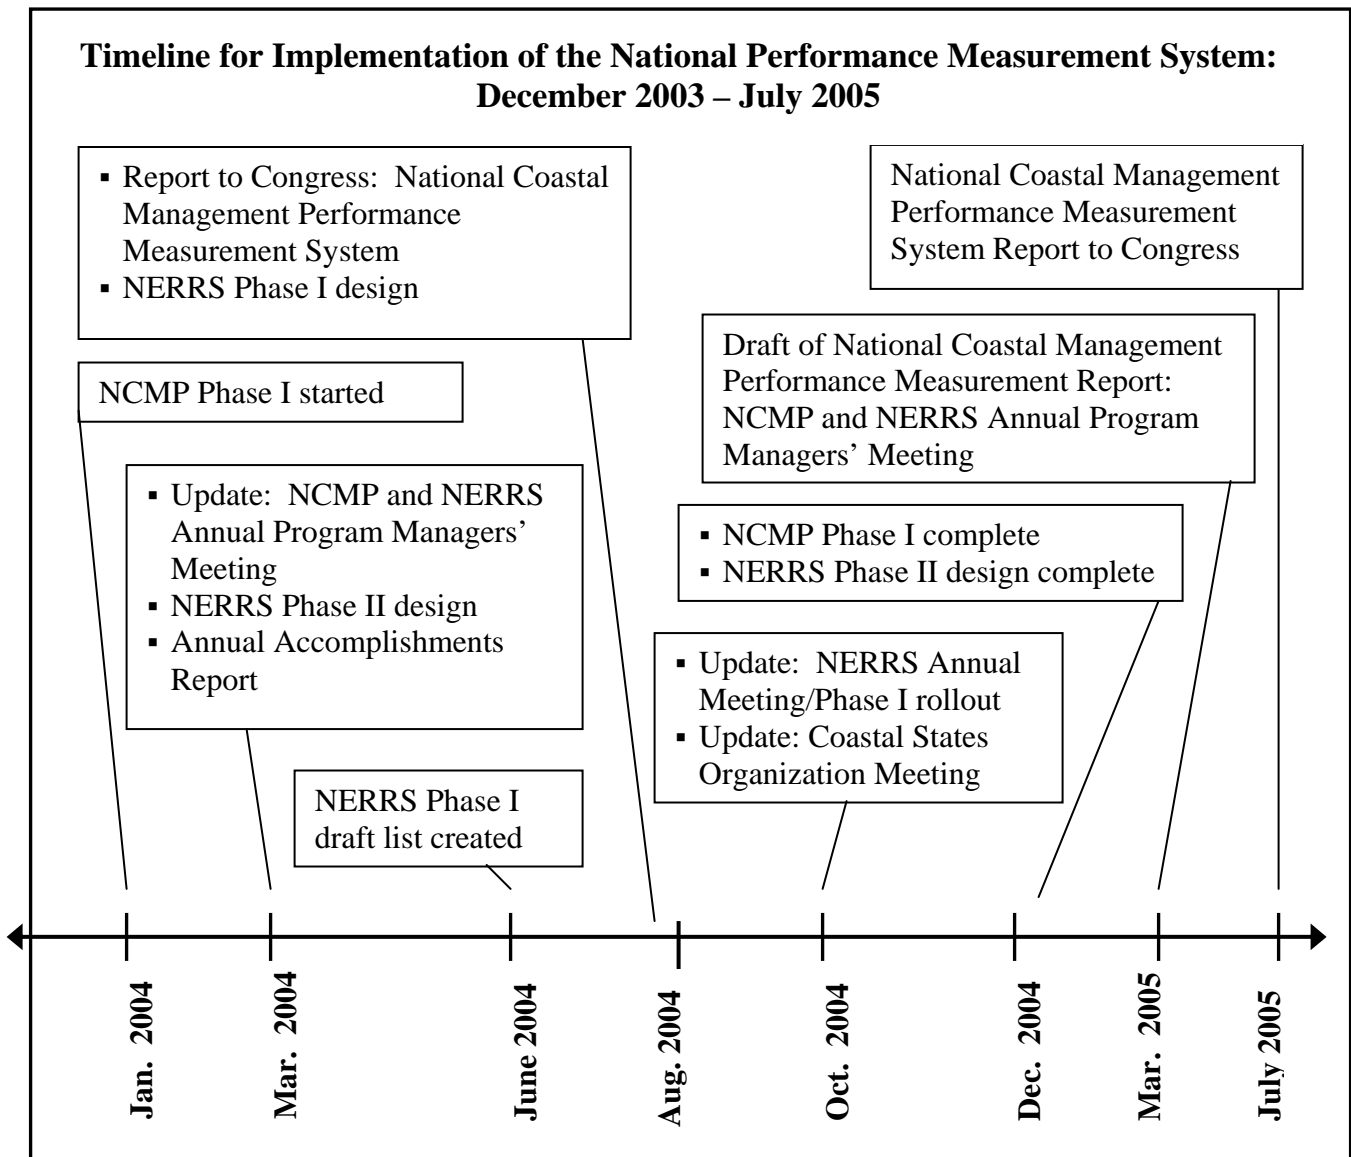 Timeline for Implementation of the National Performance Measurement System:
December 2003 – July 2005
▪ Report to Congress: National Coastal
Management Performance
Measurement System
▪ NERRS Phase I design
National Coastal Management
Performance Measurement
System Report to Congress
Draft of National Coastal Management
Performance Measurement Report:
NCMP and NERRS Annual Program
Managers’ Meeting
NCMP Phase I started
▪ Update: NCMP and NERRS
Annual Program Managers’
Meeting
▪ NERRS Phase II design
▪ Annual Accomplishments
Report
▪ NCMP Phase I complete
▪ NERRS Phase II design complete
▪ Update: NERRS Annual
Meeting/Phase I rollout
▪ Update: Coastal States
Organization Meeting
NERRS Phase I
draft list created
Jan. 2004
Mar. 2004
June 2004
Aug. 2004
Oct. 2004
Dec. 2004
Mar. 2005
July 2005